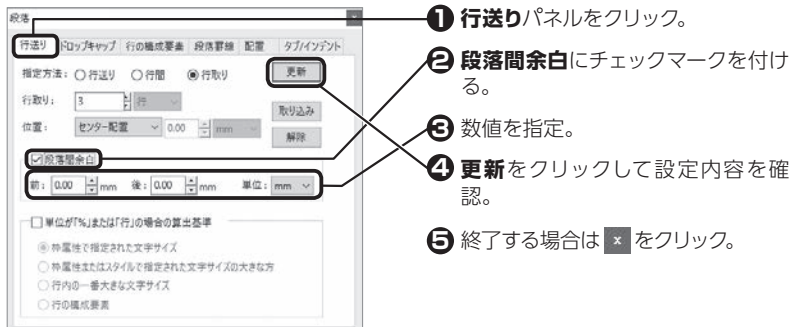 段落
行送り ドロップキャップ 行の構成要素 段落罫線 配置 タブ/インデント
指定方法: 行送り 行間 行取り 更新
行取り: 3 行 取り込み
位置: センター配置 0.00 mm 解除
段落間余白
前: 0.00 mm 後: 0.00 mm 単位: mm
単位が「%」または「行」の場合の算出基準
枠属性で指定された文字サイズ
枠属性またはスタイルで指定された文字サイズの大きな方
行内の一番大きな文字サイズ
行の構成要素
❶ 行送りパネルをクリック。
❷ 段落間余白にチェックマークを付け
る。
❸ 数値を指定。
❹ 更新をクリックして設定内容を確
認。
❺ 終了する場合は x をクリック。